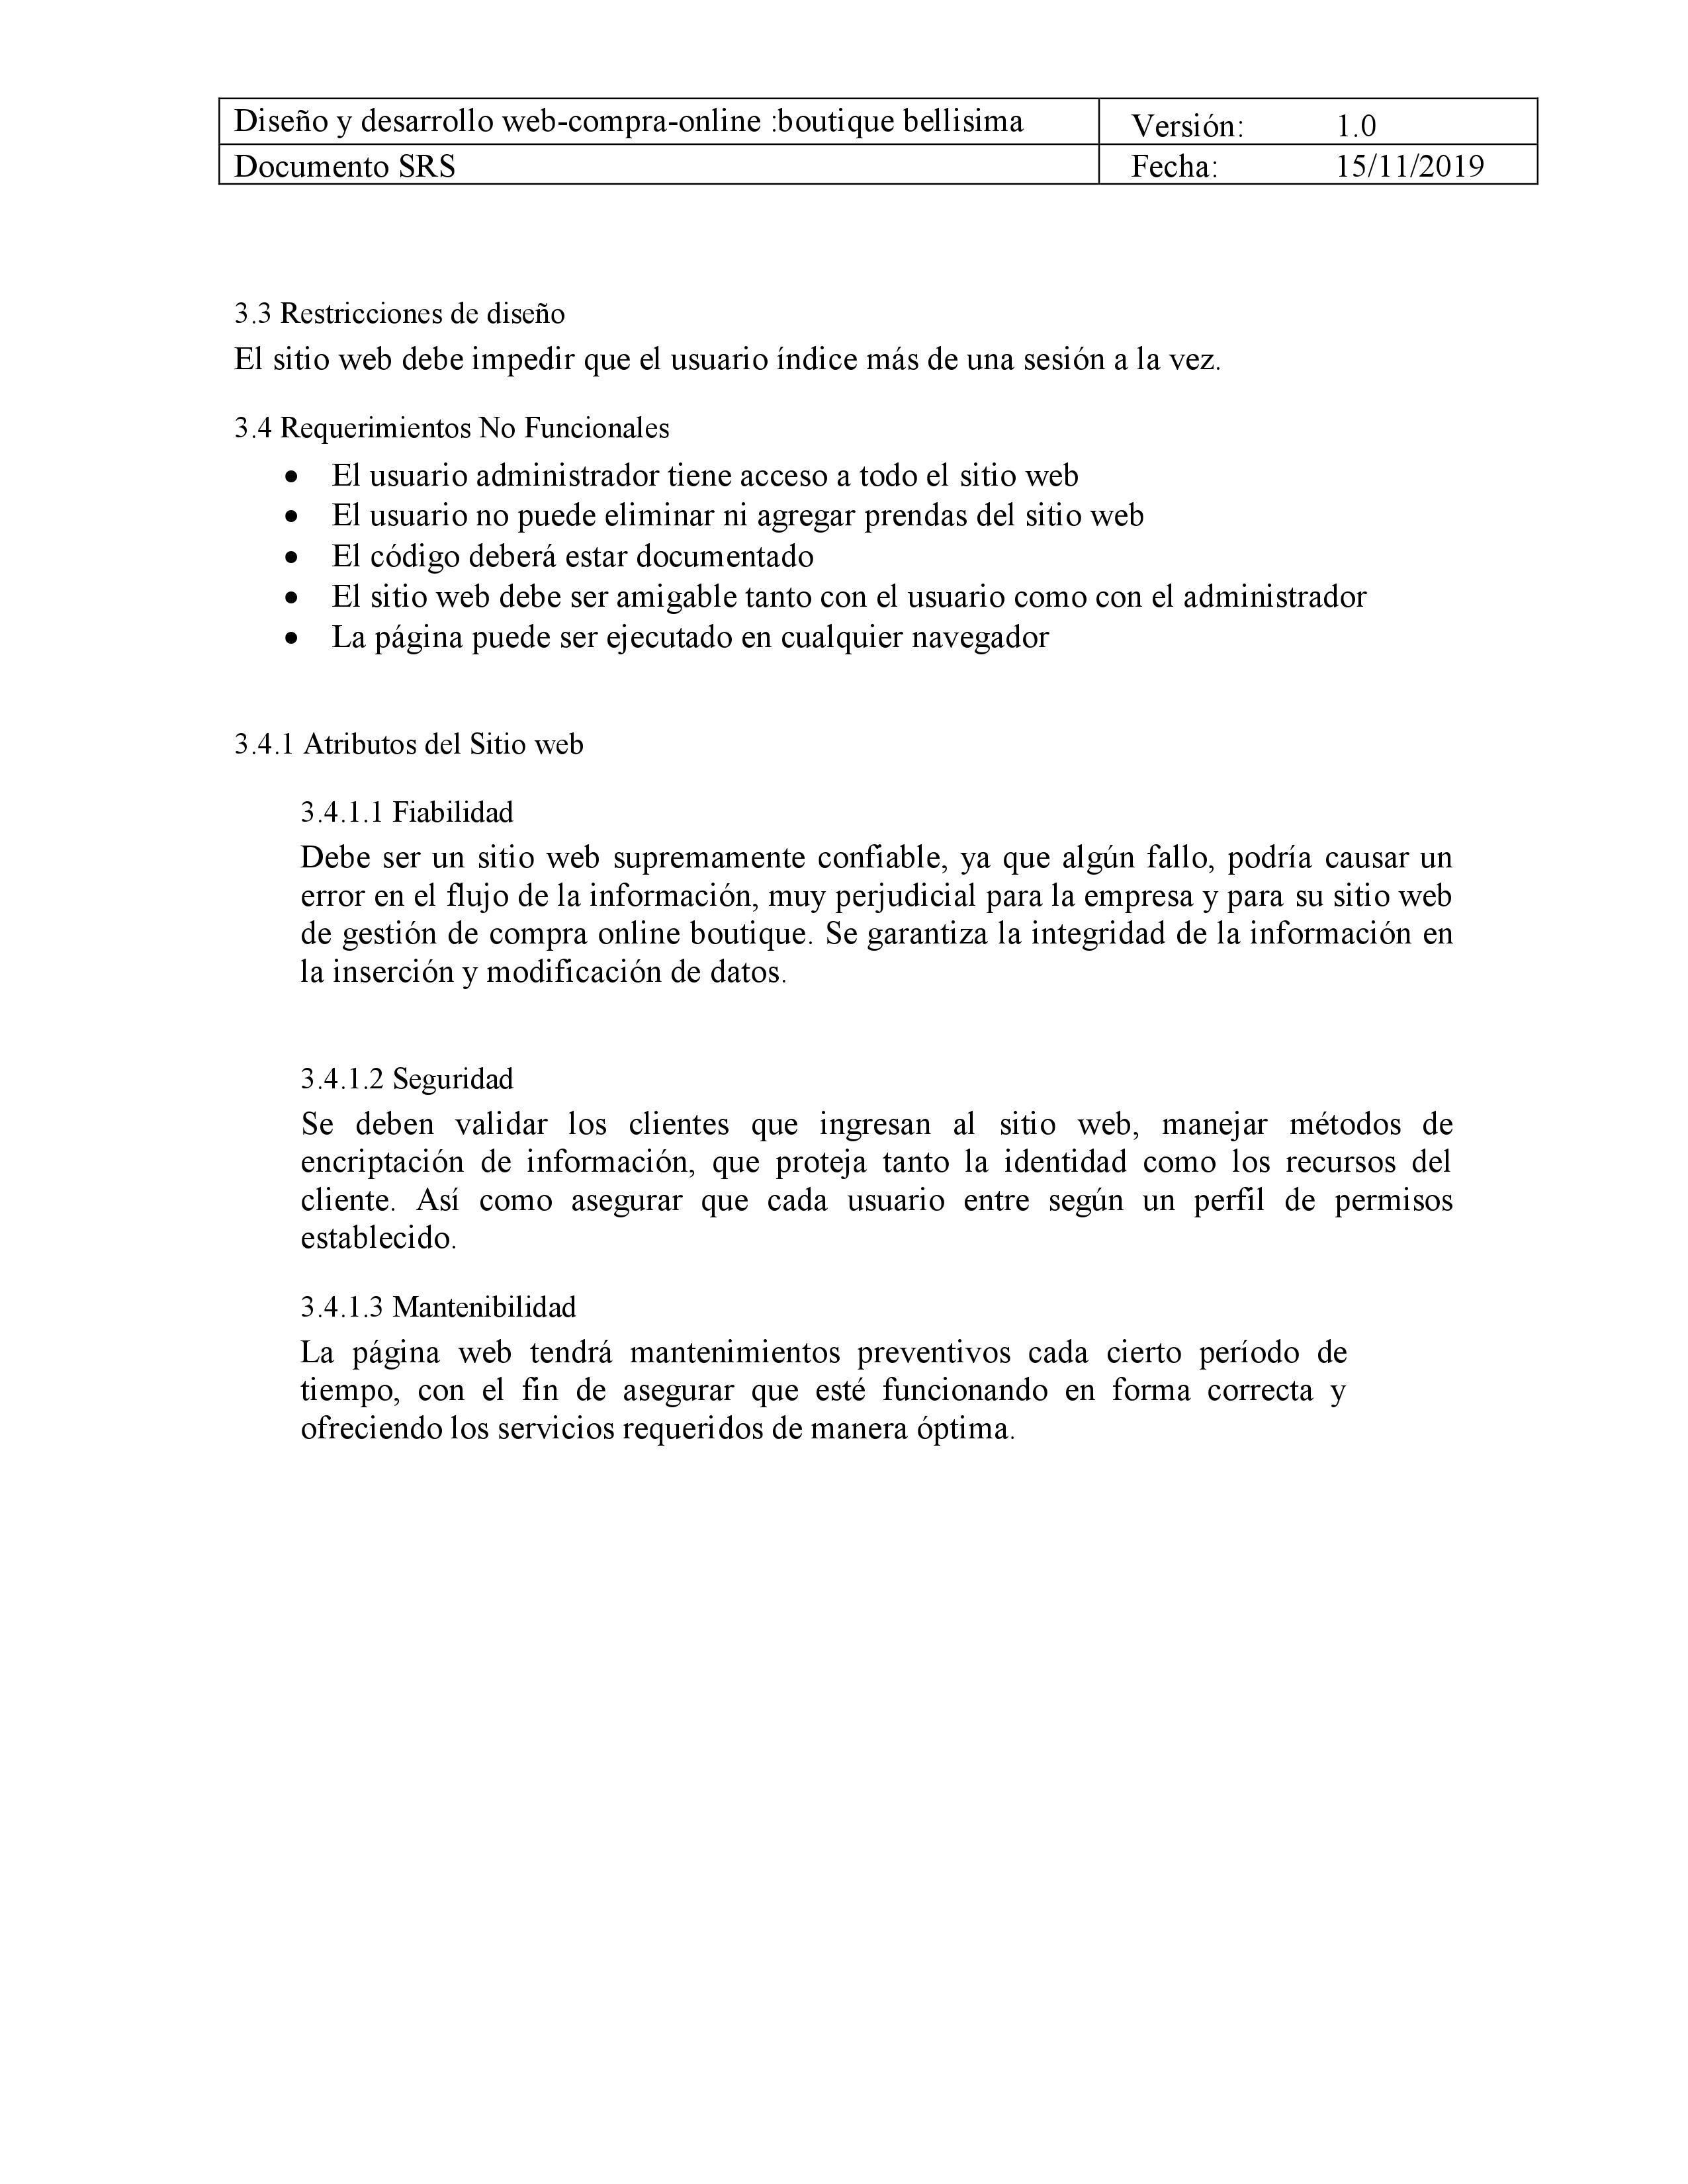 Diseño y desarrollo web-compra-online :boutique bellisima
Versión: 1.0
Documento SRS
Fecha: 15/11/2019
3.3 Restricciones de diseño
El sitio web debe impedir que el usuario índice más de una sesión a la vez.
3.4 Requerimientos No Funcionales
• El usuario administrador tiene acceso a todo el sitio web
• El usuario no puede eliminar ni agregar prendas del sitio web
• El código deberá estar documentado
• El sitio web debe ser amigable tanto con el usuario como con el administrador
• La página puede ser ejecutado en cualquier navegador
3.4.1 Atributos del Sitio web
3.4.1.1 Fiabilidad
Debe ser un sitio web supremamente confiable, ya que algún fallo, podría causar un
error en el flujo de la información, muy perjudicial para la empresa y para su sitio web
de gestión de compra online boutique. Se garantiza la integridad de la información en
la inserción y modificación de datos.
3.4.1.2 Seguridad
Se deben validar los clientes que ingresan al sitio web, manejar métodos de
encriptación de información, que proteja tanto la identidad como los recursos del
cliente. Así como asegurar que cada usuario entre según un perfil de permisos
establecido.
3.4.1.3 Mantenibilidad
La página web tendrá mantenimientos preventivos cada cierto período de
tiempo, con el fin de asegurar que esté funcionando en forma correcta y
ofreciendo los servicios requeridos de manera óptima.